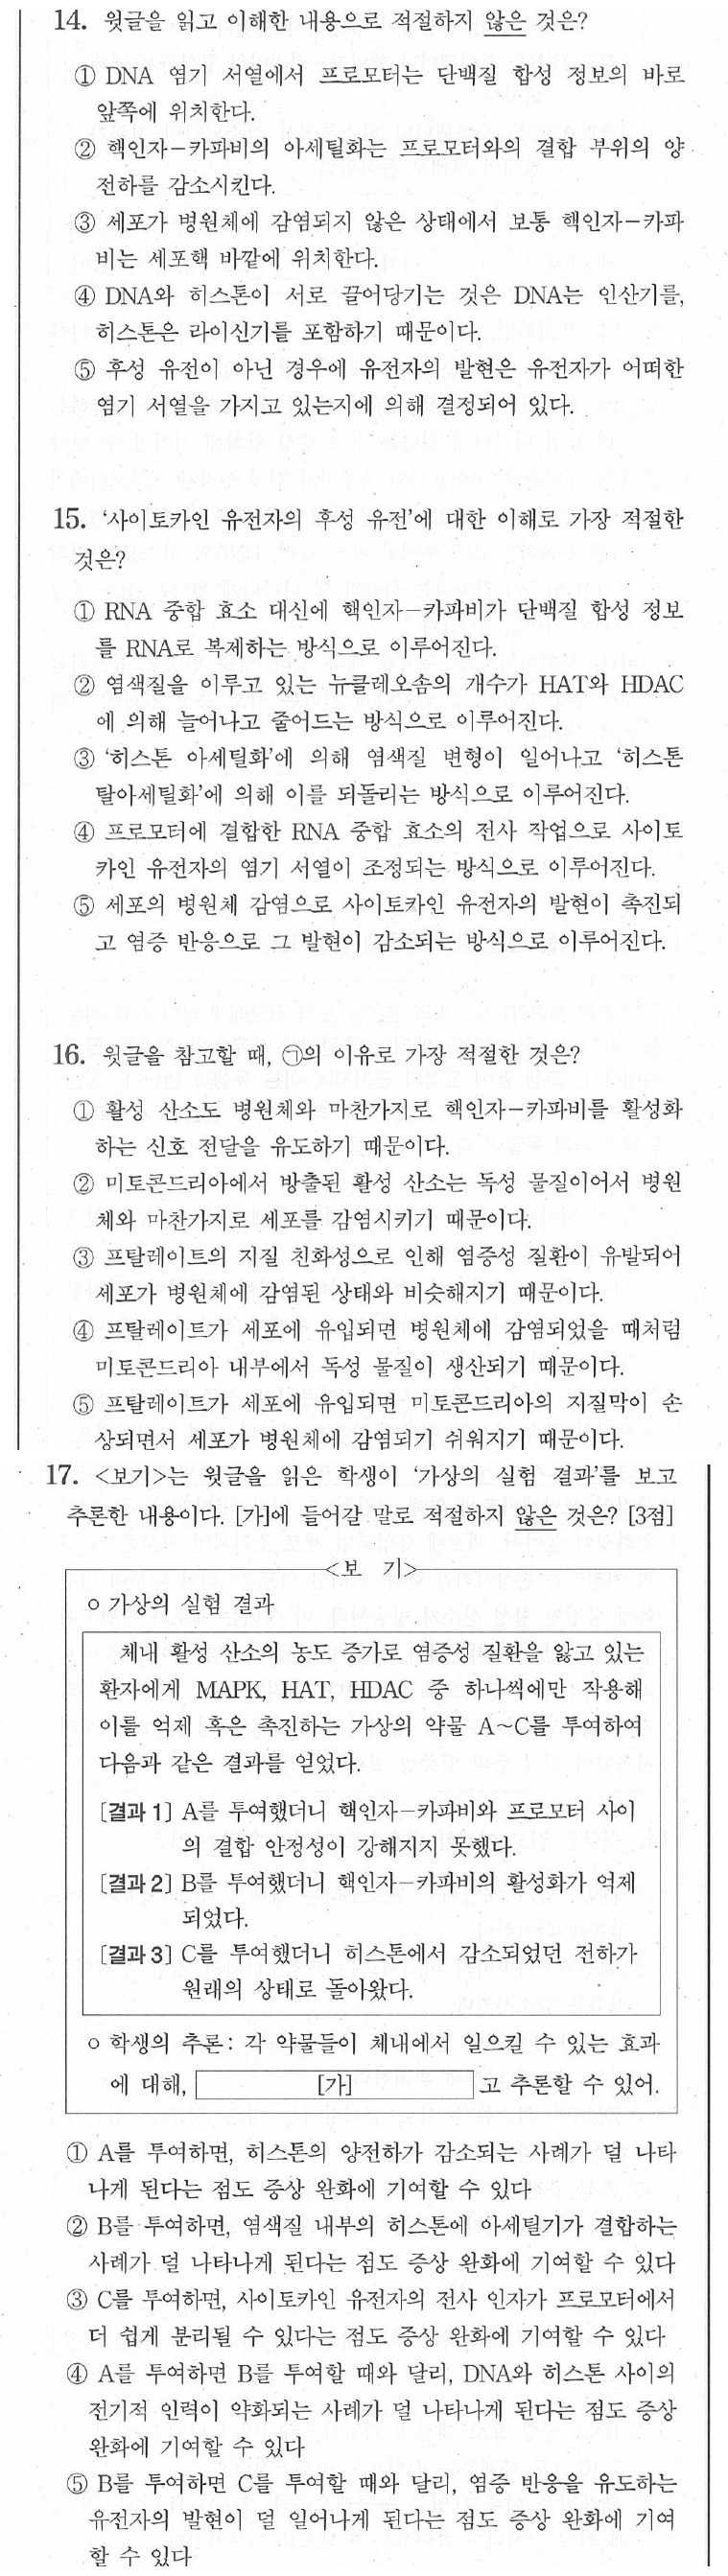 14. 윗글을 읽고 이해한 내용으로 적절하지 않은 것은?
① DNA 염기 서열에서 프로모터는 단백질 합성 정보의 바로
앞쪽에 위치한다.
② 핵인자-카파비의 아세틸화는 프로모터와의 결합 부위의 양
전하를 감소시킨다.
③ 세포가 병원체에 감염되지 않은 상태에서 보통 핵인자-카파
비는 세포핵 바깥에 위치한다.
④ DNA와 히스톤이 서로 끌어당기는 것은 DNA는 인산기를,
히스톤은 라이신기를 포함하기 때문이다.
⑤ 후성 유전이 아닌 경우에 유전자의 발현은 유전자가 어떠한
염기 서열을 가지고 있는지에 의해 결정되어 있다.
15. ‘사이토카인 유전자의 후성 유전’에 대한 이해로 가장 적절한
것은?
① RNA 중합 효소 대신에 핵인자-카파비가 단백질 합성 정보
를 RNA로 복제하는 방식으로 이루어진다.
② 염색질을 이루고 있는 뉴클레오솜의 개수가 HAT와 HDAC
에 의해 늘어나고 줄어드는 방식으로 이루어진다.
③ ‘히스톤 아세틸화’에 의해 염색질 변형이 일어나고 ‘히스톤
탈아세틸화’에 의해 이를 되돌리는 방식으로 이루어진다.
④ 프로모터에 결합한 RNA 중합 효소의 전사 작업으로 사이토
카인 유전자의 염기 서열이 조정되는 방식으로 이루어진다.
⑤ 세포의 병원체 감염으로 사이토카인 유전자의 발현이 촉진되
고 염증 반응으로 그 발현이 감소되는 방식으로 이루어진다.
16. 윗글을 참고할 때, ㉠의 이유로 가장 적절한 것은?
① 활성 산소도 병원체와 마찬가지로 핵인자-카파비를 활성화
하는 신호 전달을 유도하기 때문이다.
② 미토콘드리아에서 방출된 활성 산소는 독성 물질이어서 병원
체와 마찬가지로 세포를 감염시키기 때문이다.
③ 프탈레이트의 지질 친화성으로 인해 염증성 질환이 유발되어
세포가 병원체에 감염된 상태와 비슷해지기 때문이다.
④ 프탈레이트가 세포에 유입되면 병원체에 감염되었을 때처럼
미토콘드리아 내부에서 독성 물질이 생산되기 때문이다.
⑤ 프탈레이트가 세포에 유입되면 미토콘드리아의 지질막이 손
상되면서 세포가 병원체에 감염되기 쉬워지기 때문이다.
17. <보기>는 윗글을 읽은 학생이 ‘가상의 실험 결과’를 보고
추론한 내용이다. [가]에 들어갈 말로 적절하지 않은 것은? [3점]
<보 기>
○ 가상의 실험 결과
체내 활성 산소의 농도 증가로 염증성 질환을 앓고 있는
환자에게 MAPK, HAT, HDAC 중 하나씩에만 작용해
이를 억제 혹은 촉진하는 가상의 약물 A~C를 투여하여
다음과 같은 결과를 얻었다.
[결과 1] A를 투여했더니 핵인자-카파비와 프로모터 사이
의 결합 안정성이 강해지지 못했다.
[결과 2] B를 투여했더니 핵인자-카파비의 활성화가 억제
되었다.
[결과 3] C를 투여했더니 히스톤에서 감소되었던 전하가
원래의 상태로 돌아왔다.
○ 학생의 추론: 각 약물들이 체내에서 일으킬 수 있는 효과
에 대해, [가] 고 추론할 수 있어.
① A를 투여하면, 히스톤의 양전하가 감소되는 사례가 덜 나타
나게 된다는 점도 증상 완화에 기여할 수 있다
② B를 투여하면, 염색질 내부의 히스톤에 아세틸기가 결합하는
사례가 덜 나타나게 된다는 점도 증상 완화에 기여할 수 있다
③ C를 투여하면, 사이토카인 유전자의 전사 인자가 프로모터에서
더 쉽게 분리될 수 있다는 점도 증상 완화에 기여할 수 있다
④ A를 투여하면 B를 투여할 때와 달리, DNA와 히스톤 사이의
전기적 인력이 약화되는 사례가 덜 나타나게 된다는 점도 증상
완화에 기여할 수 있다
⑤ B를 투여하면 C를 투여할 때와 달리, 염증 반응을 유도하는
유전자의 발현이 덜 일어나게 된다는 점도 증상 완화에 기여
할 수 있다